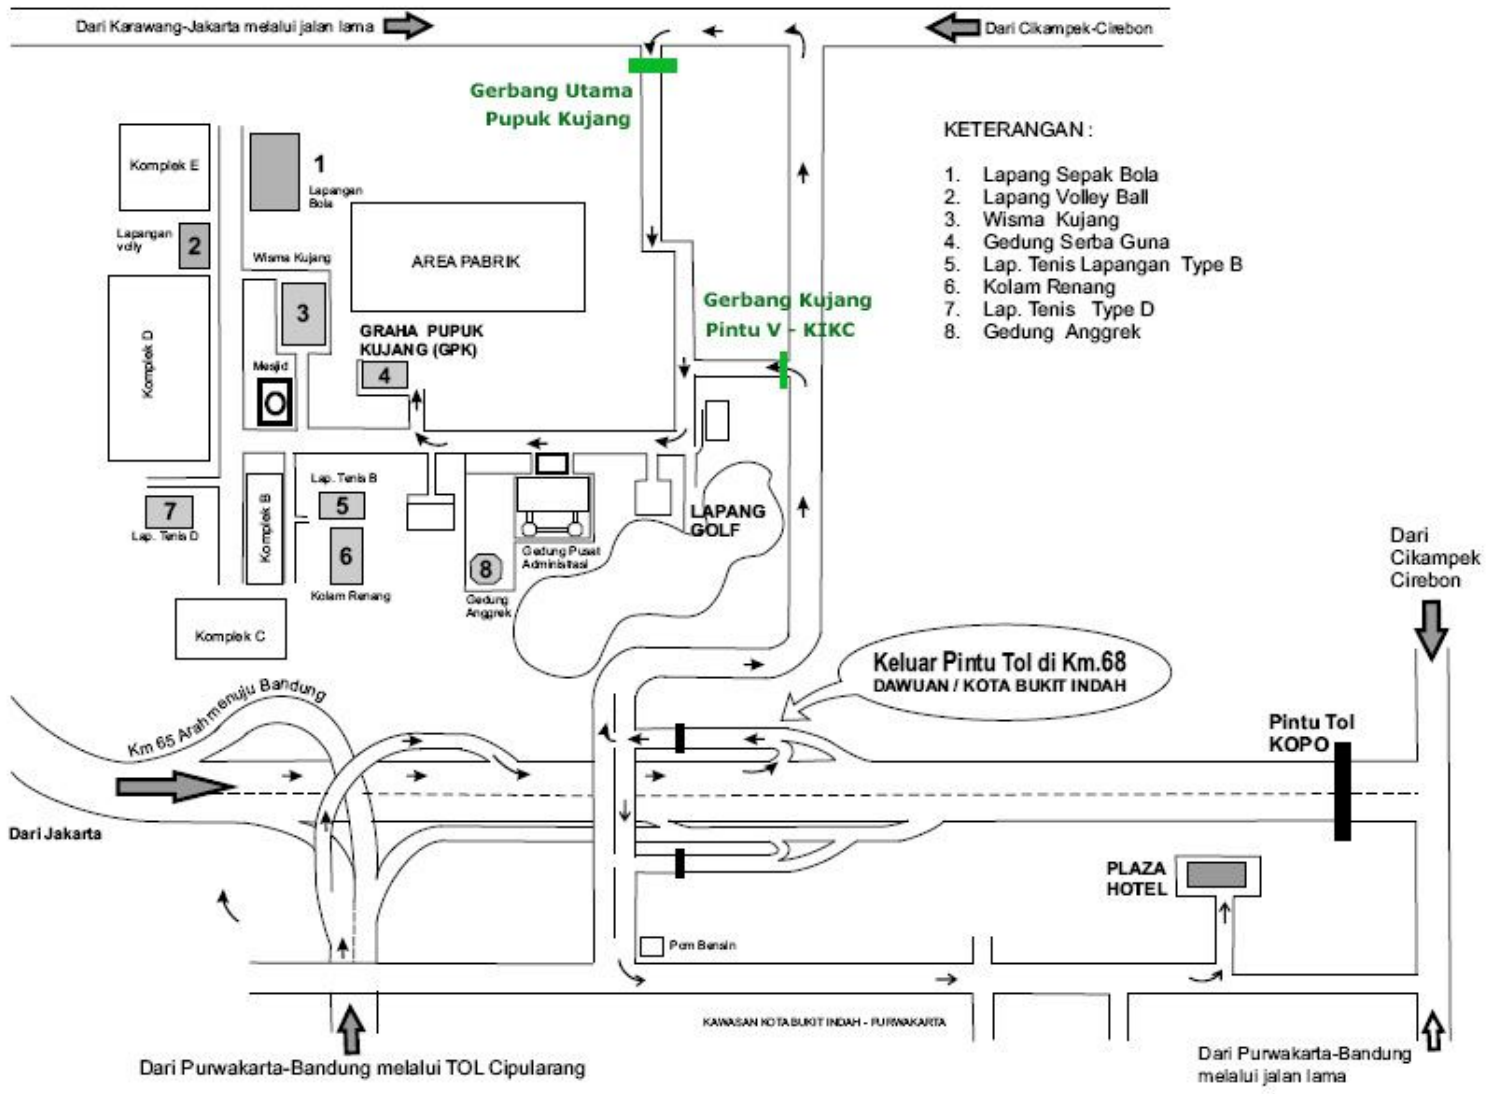 Dari Karawang-Jakarta melalui jalan lama
Dari Cikampek-Cirebon
Gerbang Utama
Pupuk Kujang
KETERANGAN :
1. Lapang Sepak Bola
2. Lapang Volley Ball
3. Wisma Kujang
4. Gedung Serba Guna
5. Lap. Tenis Lapangan Type B
6. Kolam Renang
7. Lap. Tenis Type D
8. Gedung Anggrek
Komplek E
1
Lapangan
Bola
Lapangan
volly
2
Wisma Kujang
3
AREA PABRIK
Gerbang Kujang
Pintu V - KIKC
GRAHA PUPUK
KUJANG (GPK)
4
Komplek D
Mesjid
Lap. Tenis B
5
Komplek B
7
Lap. Tenis D
6
Kolam Renang
8
Gedung
Anggrek
Gedung Pusat
Administrasi
LAPANG
GOLF
Komplek C
Dari
Cikampek
Cirebon
Keluar Pintu Tol di Km.68
DAWUAN / KOTA BUKIT INDAH
Km 65 Arah menuju Bandung
Pintu Tol
KOPO
Dari Jakarta
PLAZA
HOTEL
Pom Bensin
KAWASAN KOTA BUKIT INDAH - PURWAKARTA
Dari Purwakarta-Bandung melalui TOL Cipularang
Dari Purwakarta-Bandung
melalui jalan lama